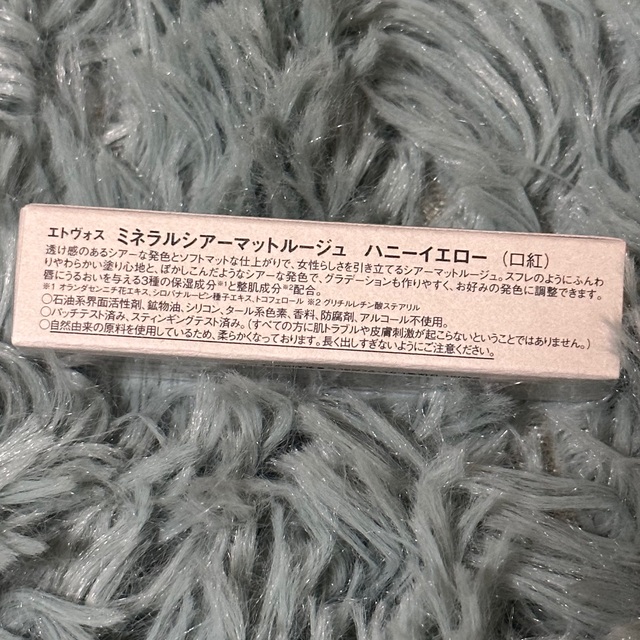 エトヴォス ミネラルシアーマットルージュ ハニーイエロー （口紅）
透け感のあるシアーな発色とソフトマットな仕上がりで、女性らしさを引き立てるシアーマットルージュ。スフレのようにふんわ
りやわらかい塗り心地と、ぼかしこんだようなシアーな発色で、グラデーションも作りやすく、お好みの発色に調整できます。
唇にうるおいを与える3種の保湿成分※1と整肌成分※2配合。
※1 オランダセンニチ花エキス、シロバナルーピン種子エキス、トコフェロール ※2 グリチルレチン酸ステアリル
○石油系界面活性剤、鉱物油、シリコン、タール系色素、香料、防腐剤、アルコール不使用。
○パッチテスト済み、スティンギングテスト済み。（すべての方に肌トラブルや皮膚刺激が起こらないということではありません。）
○自然由来の原料を使用しているため、柔らかくなっております。長く出しすぎないようにご注意ください。